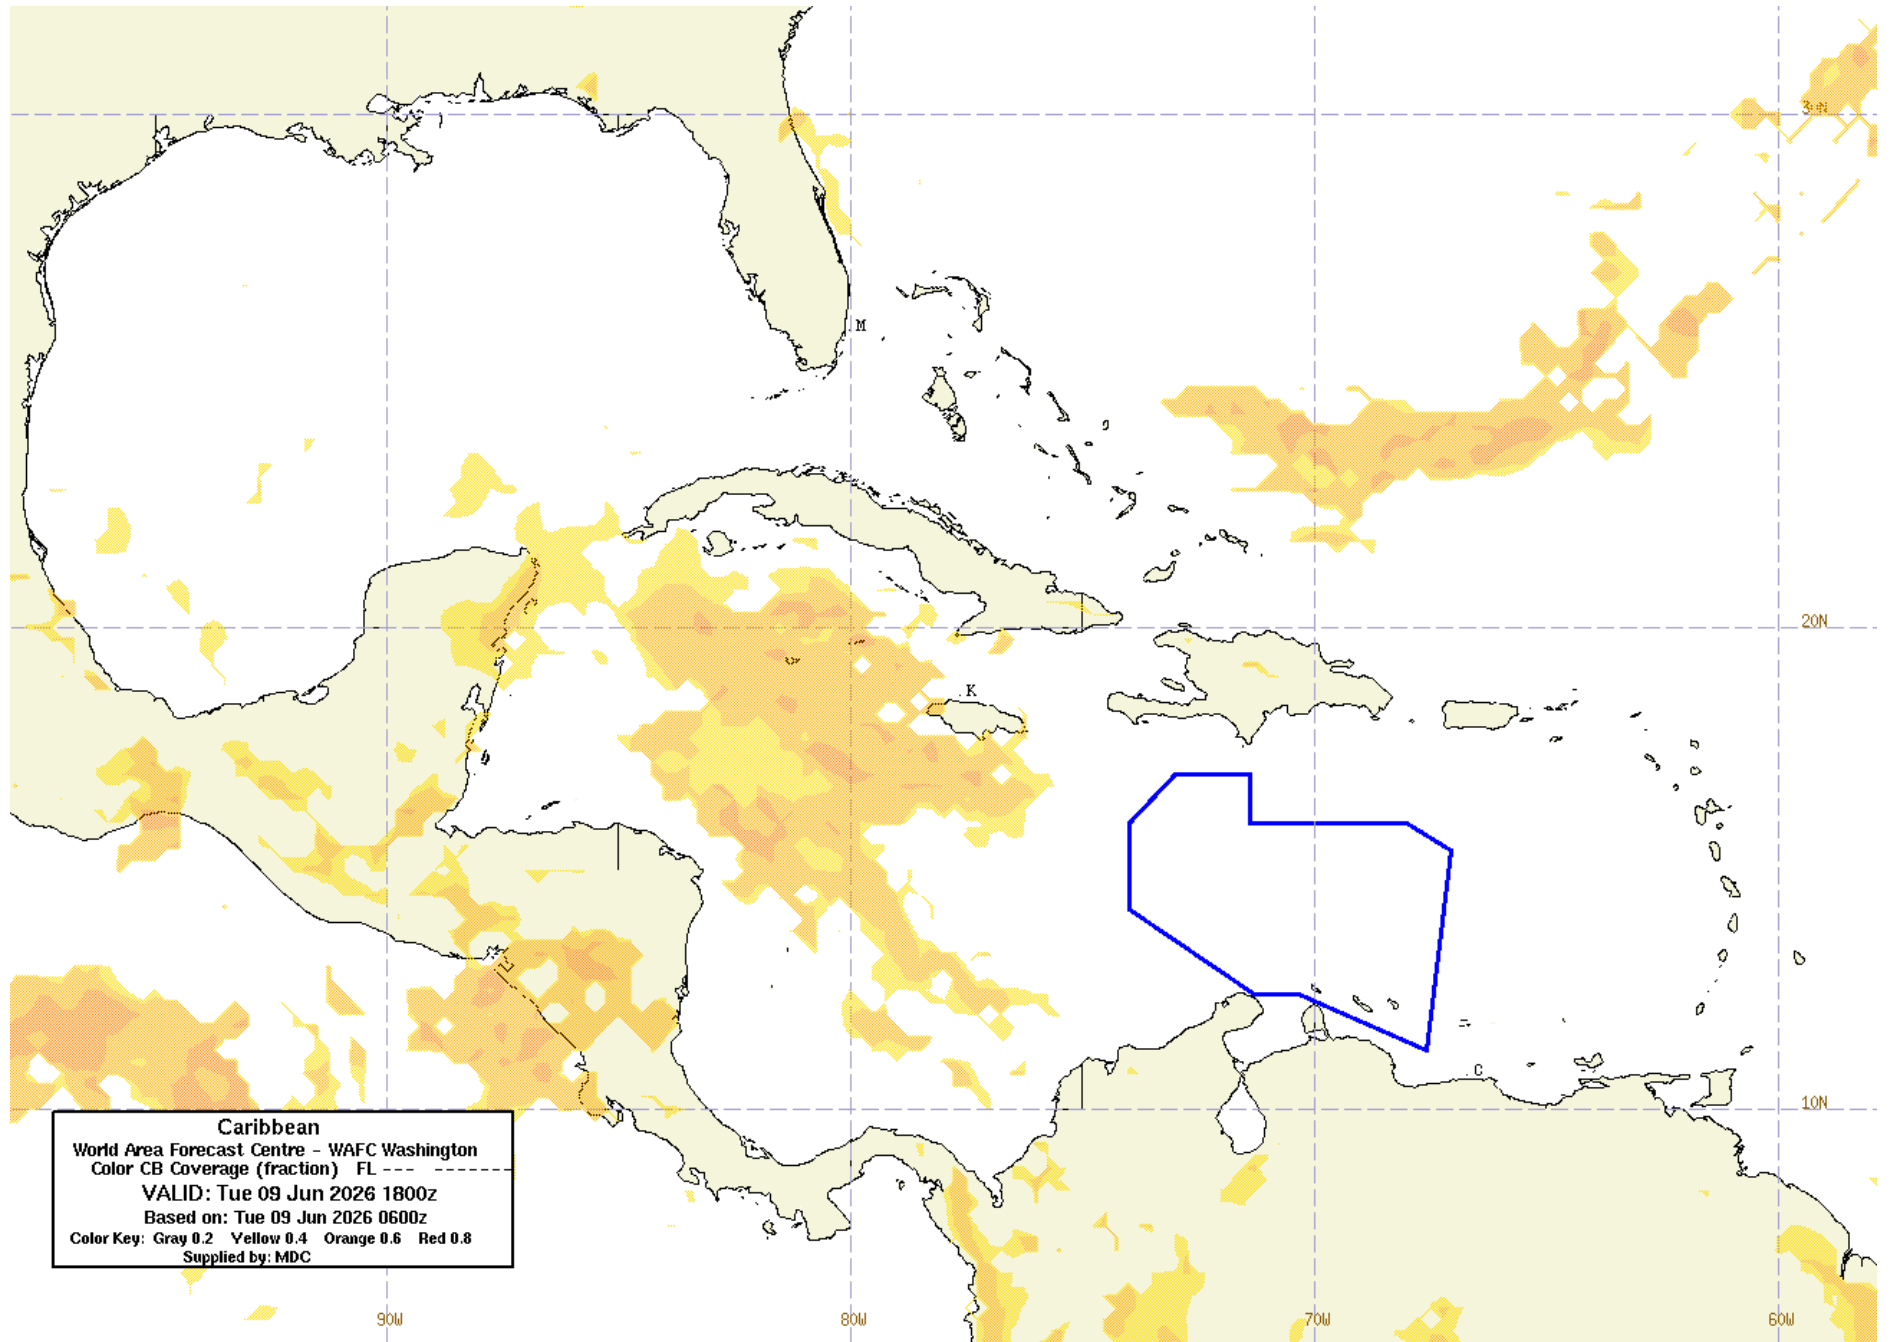 30N
M
20N
K
C
10N
Caribbean
World Area Forecast Centre - WAFC Washington
Color CB Coverage (fraction) FL --- --------
VALID: Tue 09 Jun 2026 1800z
Based on: Tue 09 Jun 2026 0600z
Color Key: Gray 0.2 Yellow 0.4 Orange 0.6 Red 0.8
Supplied by: MDC
90W 80W 70W 60W